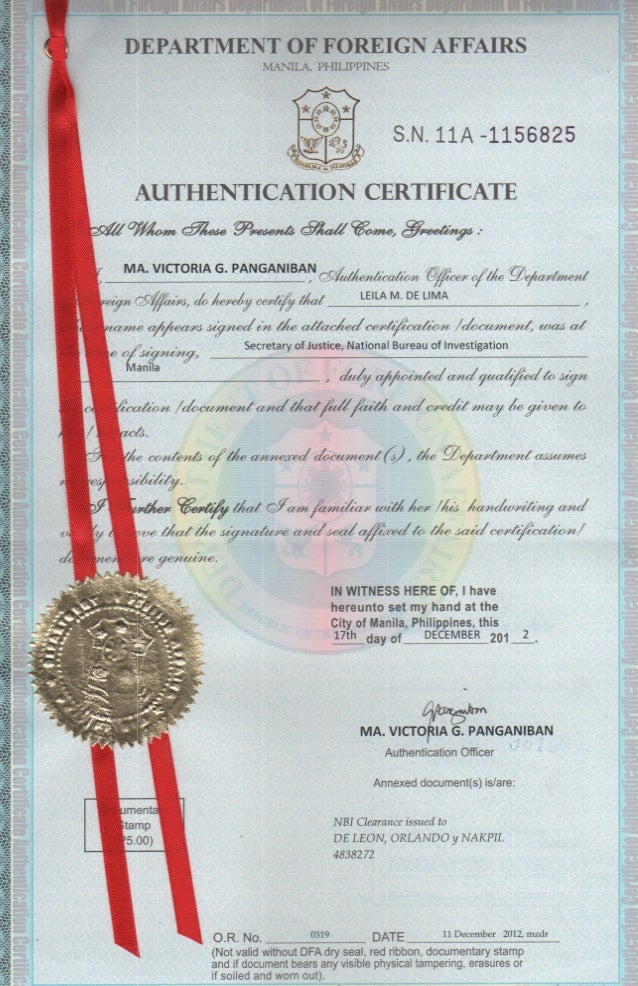 DEPARTMENT OF FOREIGN AFFAIRS
MANILA, PHILIPPINES
S.N. 11A -1156825
AUTHENTICATION CERTIFICATE
All Whom These Presents Shall Come, Greetings :
MA. VICTORIA G. PANGANIBAN, Authentication Officer of the Department
Affairs, do hereby certify that LEILA M. DE LIMA ,
name appears signed in the attached certification /document, was at
of signing, Secretary of Justice, National Bureau of Investigation
Manila , duly appointed and qualified to sign
/document and that full faith and credit may be given to
acts.
the contents of the annexed document (s) , the Department assumes
I Further Certify that I am familiar with her /his handwriting and
that the signature and seal affixed to the said certification/
genuine.
IN WITNESS HERE OF, I have
hereunto set my hand at the
City of Manila, Philippines, this
17th day of DECEMBER 201 2 .
MA. VICTORIA G. PANGANIBAN
Authentication Officer
Annexed document(s) is/are:
Stamp
NBI Clearance issued to
DE LEON, ORLANDO y NAKPIL
4838272
O.R. No. 0319 DATE 11 December 2012, mzdr
(Not valid without DFA dry seal, red ribbon, documentary stamp
and if document bears any visible physical tampering, erasures or
if soiled and worn out).